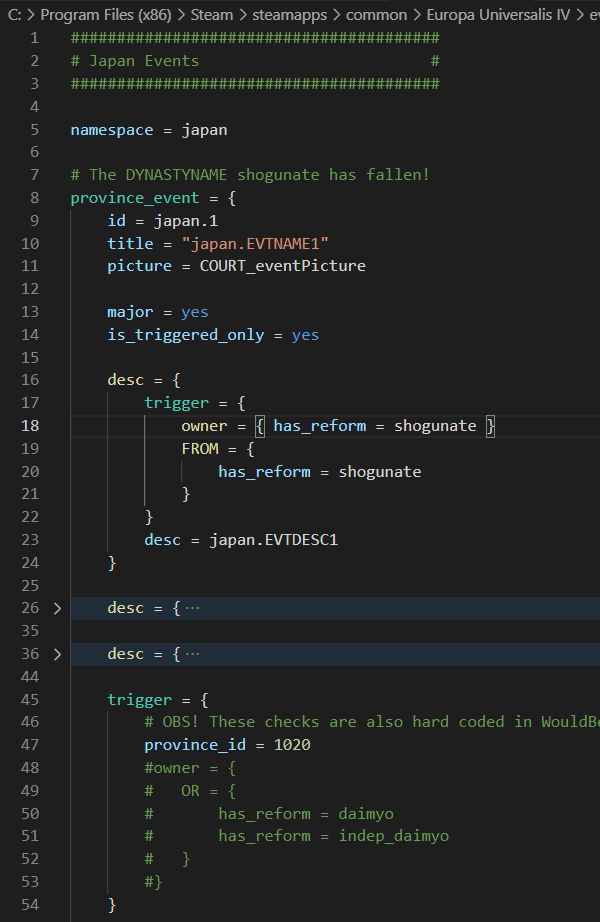 C: > Program Files (x86) > Steam > steamapps > common > Europa Universalis IV >
1 ########################################
2 # Japan Events #
3 ########################################
4
5 namespace = japan
6
7 # The DYNASTYNAME shogunate has fallen!
8 province_event = {
9 id = japan.1
10 title = "japan.EVTNAME1"
11 picture = COURT_eventPicture
12
13 major = yes
14 is_triggered_only = yes
15
16 desc = {
17 trigger = {
18 owner = { has_reform = shogunate }
19 FROM = {
20 has_reform = shogunate
21 }
22 }
23 desc = japan.EVTDESC1
24 }
25
26 > desc = { ···
35
36 > desc = { ···
44
45 trigger = {
46 # OBS! These checks are also hard coded in
47 province_id = 1020
48 #owner = {
49 # OR = {
50 # has_reform = daimyo
51 # has_reform = indep_daimyo
52 # }
53 #}
54 }